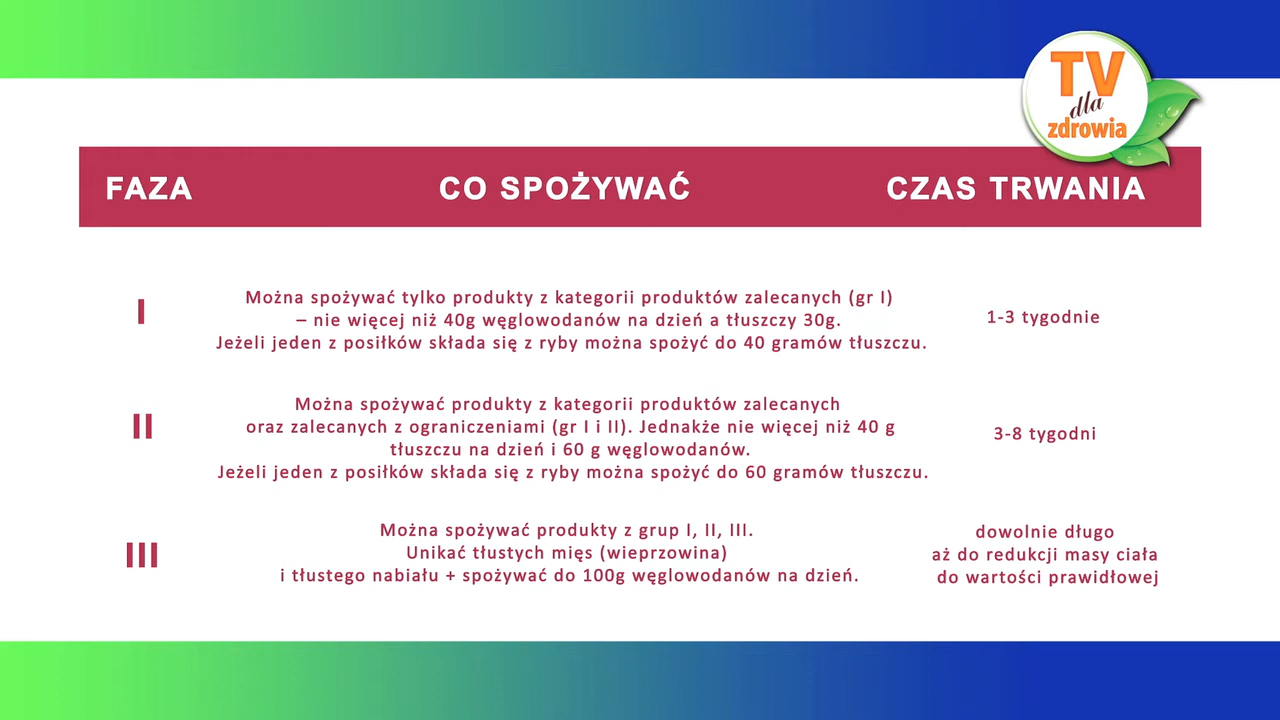 TV
dla
zdrowia
FAZA CO SPOŻYWAĆ CZAS TRWANIA
I
Można spożywać tylko produkty z kategorii produktów zalecanych (gr I)
– nie więcej niż 40g węglowodanów na dzień a tłuszczy 30g.
Jeżeli jeden z posiłków składa się z ryby można spożyć do 40 gramów tłuszczu.
1-3 tygodnie
II
Można spożywać produkty z kategorii produktów zalecanych
oraz zalecanych z ograniczeniami (gr I i II). Jednakże nie więcej niż 40 g
tłuszczu na dzień i 60 g węglowodanów.
Jeżeli jeden z posiłków składa się z ryby można spożyć do 60 gramów tłuszczu.
3-8 tygodni
III
Można spożywać produkty z grup I, II, III.
Unikać tłustych mięs (wieprzowina)
i tłustego nabiału + spożywać do 100g węglowodanów na dzień.
dowolnie długo
aż do redukcji masy ciała
do wartości prawidłowej